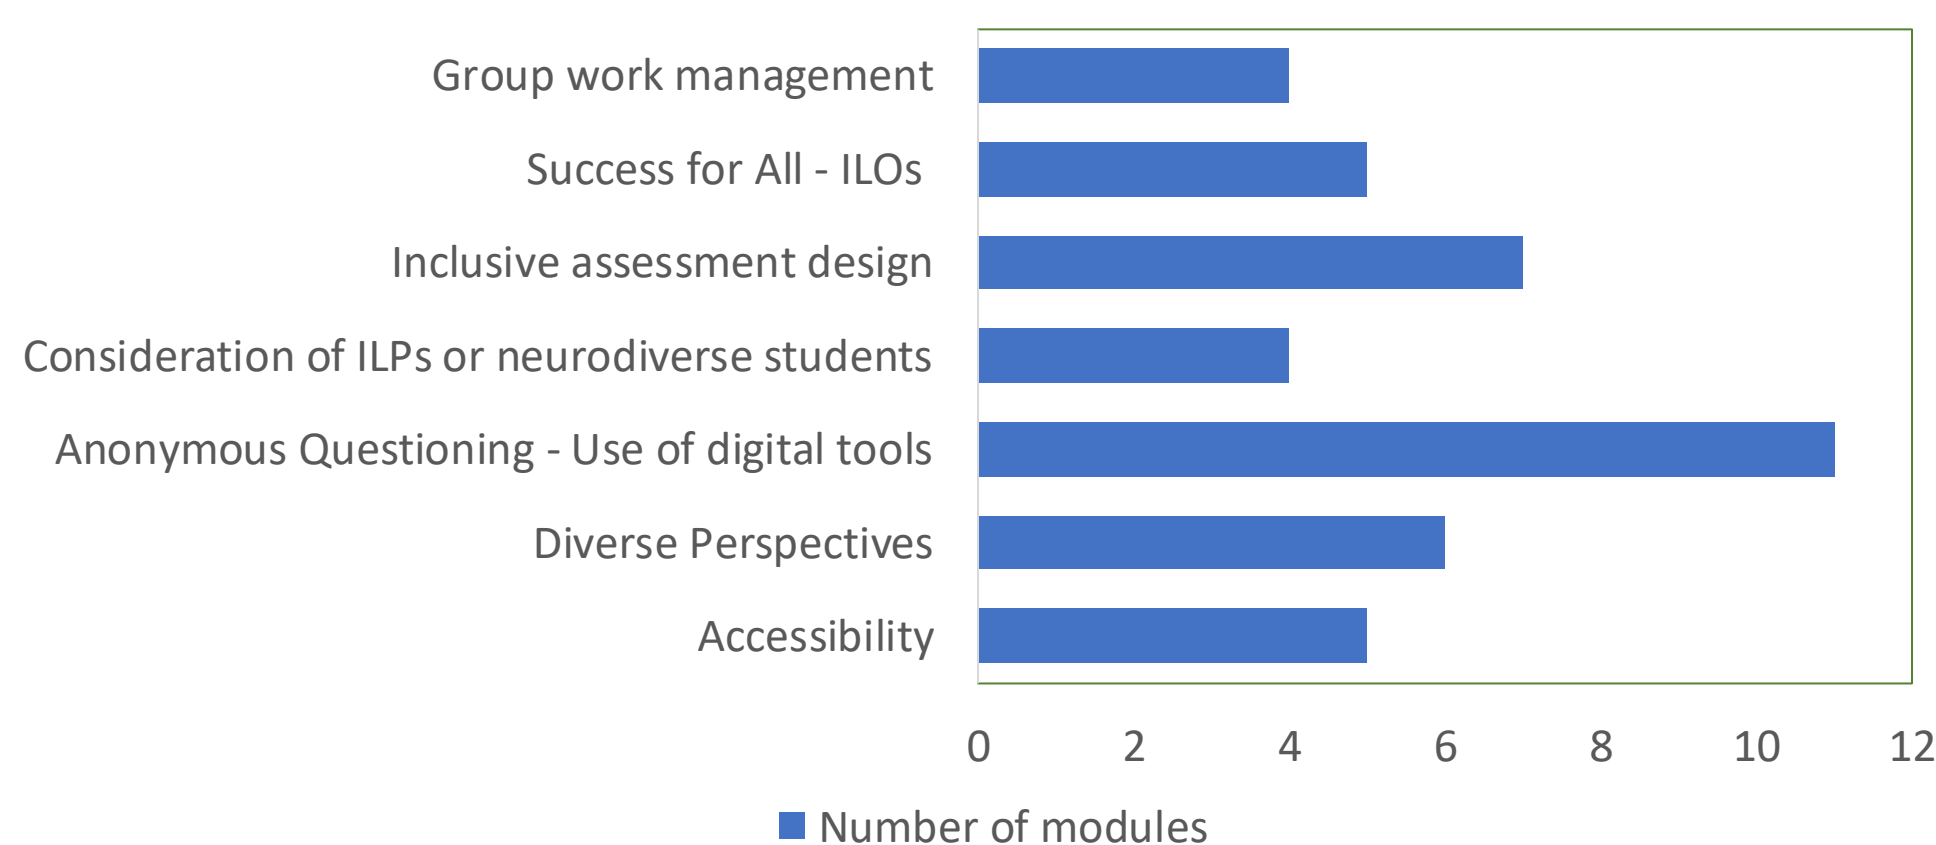 Group work management
Success for All - ILOs
Inclusive assessment design
Consideration of ILPs or neurodiverse students
Anonymous Questioning - Use of digital tools
Diverse Perspectives
Accessibility
0 2 4 6 8 10 12
Number of modules